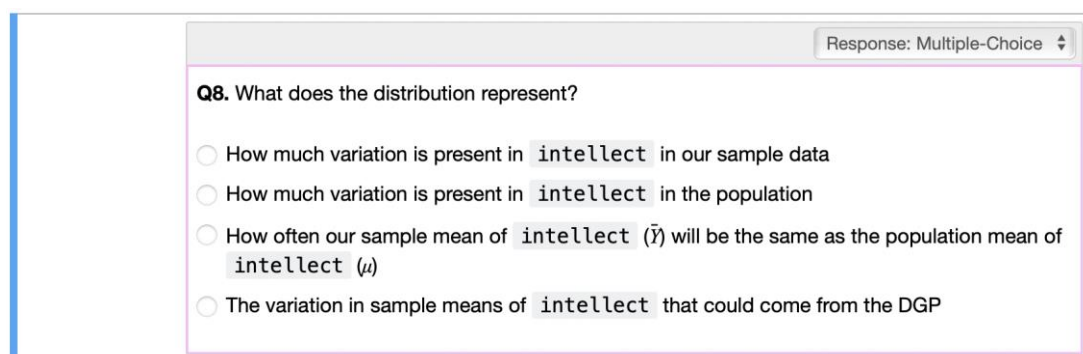 Response: Multiple-Choice
Q8. What does the distribution represent?
How much variation is present in intellect in our sample data
How much variation is present in intellect in the population
How often our sample mean of intellect (Ȳ) will be the same as the population mean of
intellect (μ)
The variation in sample means of intellect that could come from the DGP